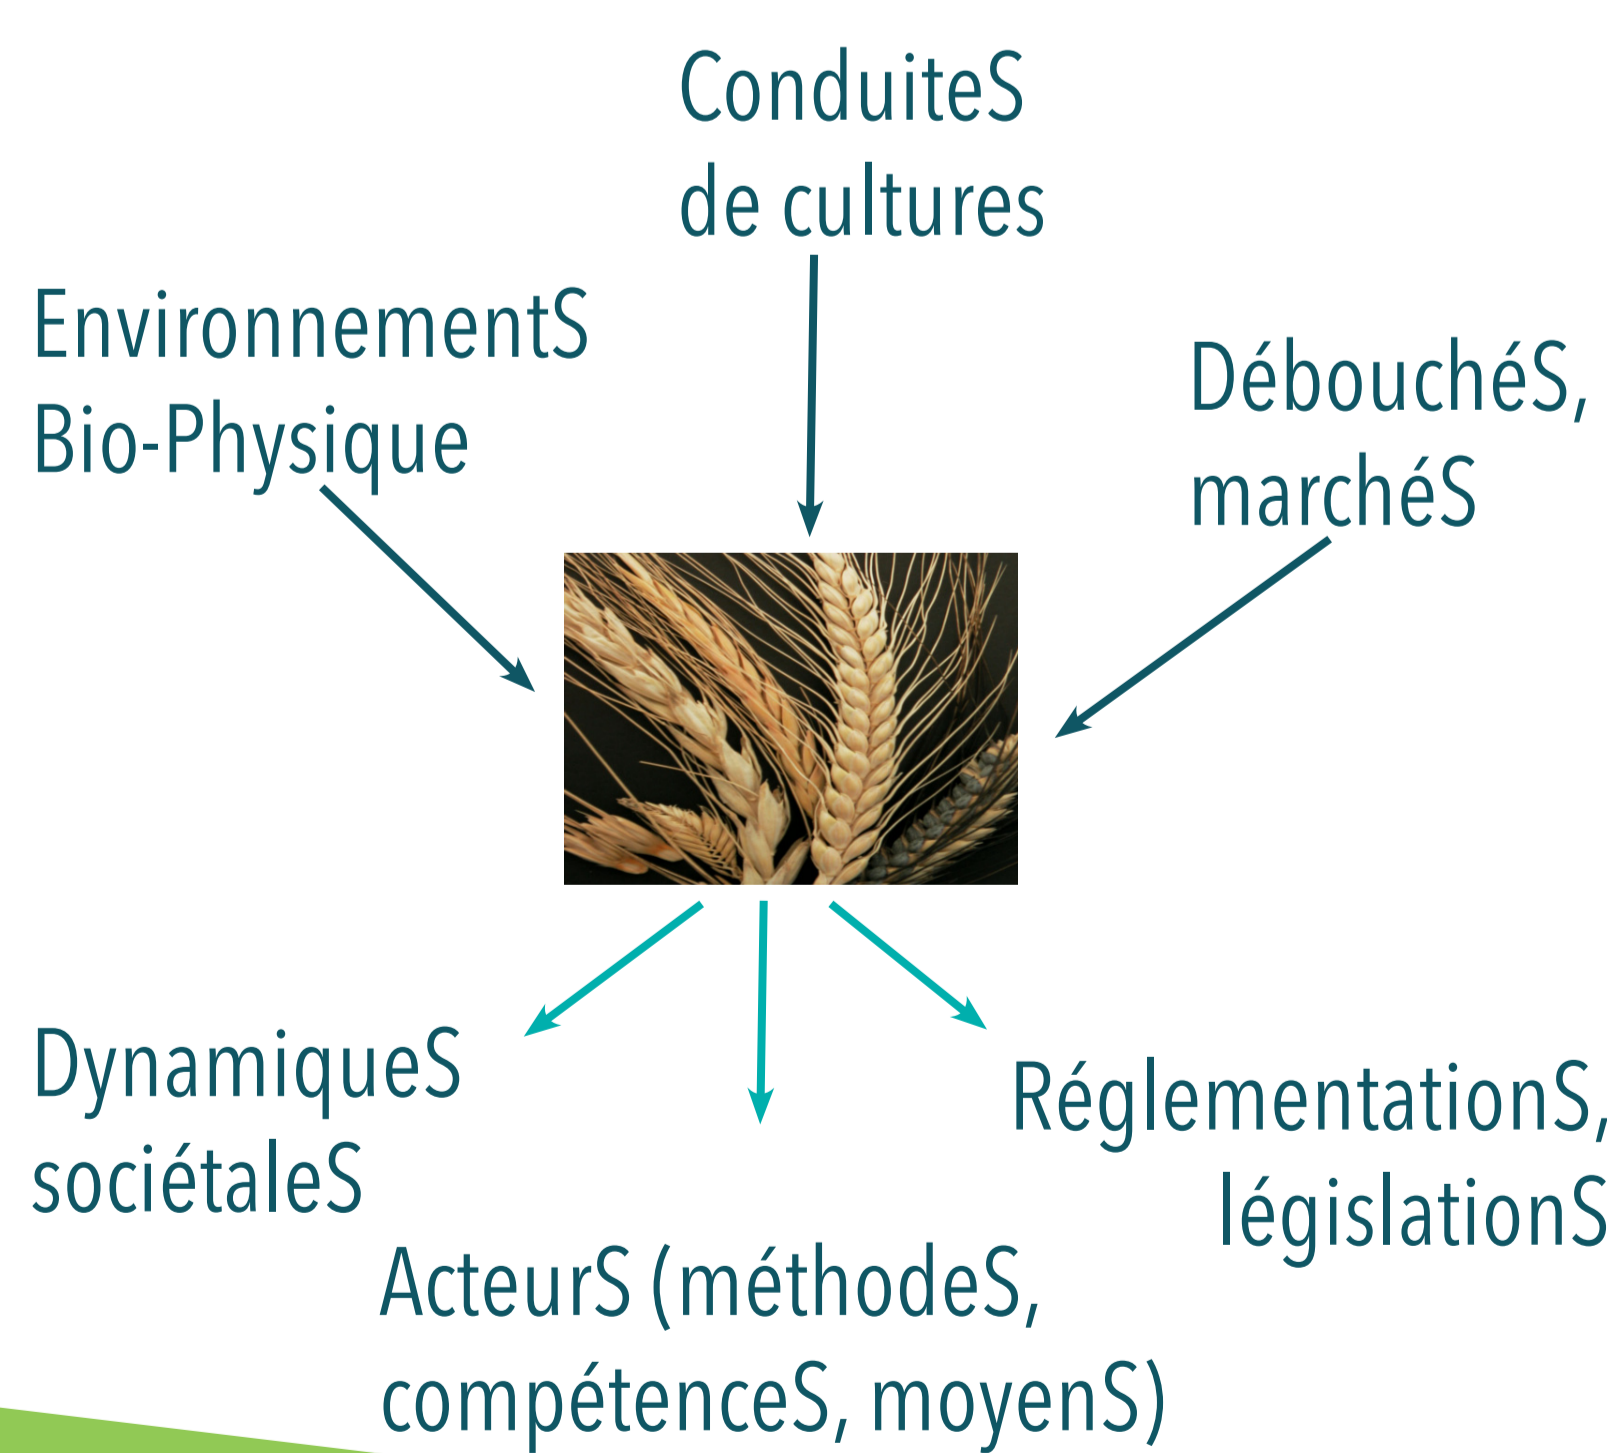 ConduiteS
de cultures
EnvironnementS
Bio-Physique
DébouchéS,
marchéS
DynamiqueS
sociétaleS
RéglementationS,
législationS
ActeurS (méthodeS,
compétenceS, moyenS)